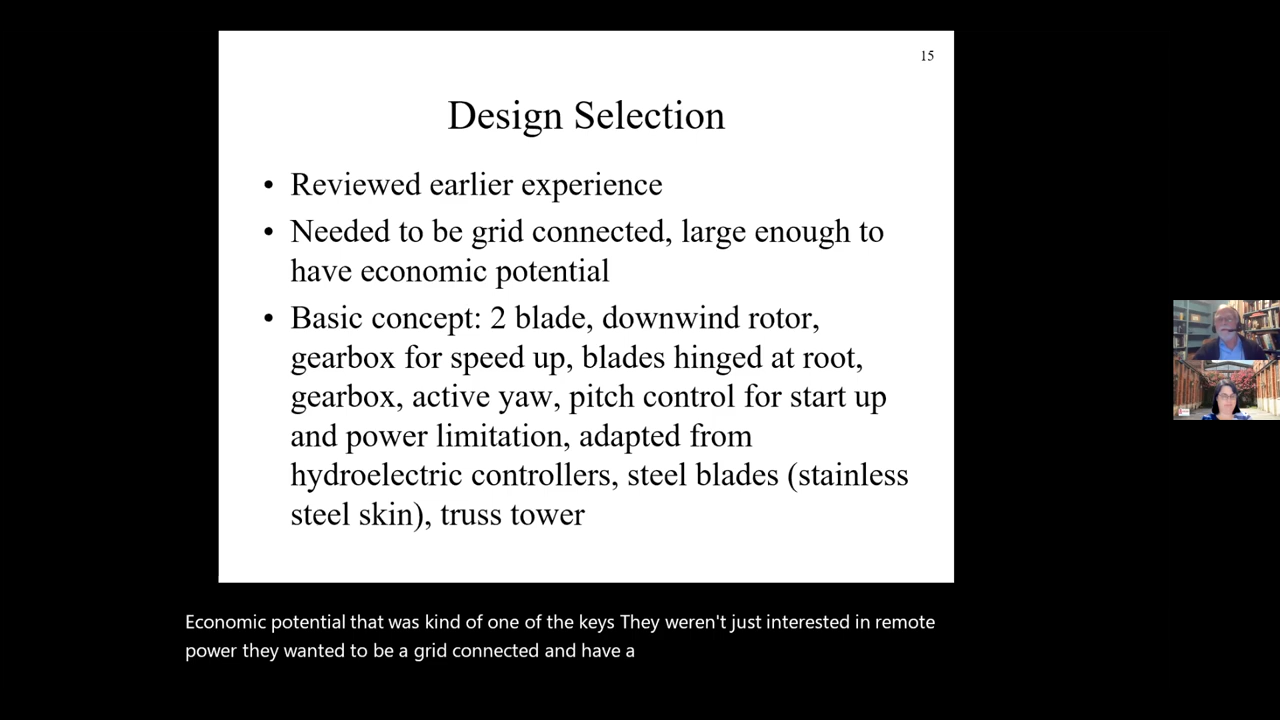 15
Design Selection
• Reviewed earlier experience
• Needed to be grid connected, large enough to
have economic potential
• Basic concept: 2 blade, downwind rotor,
gearbox for speed up, blades hinged at root,
gearbox, active yaw, pitch control for start up
and power limitation, adapted from
hydroelectric controllers, steel blades (stainless
steel skin), truss tower
Economic potential that was kind of one of the keys They weren't just interested in remote
power they wanted to be a grid connected and have a